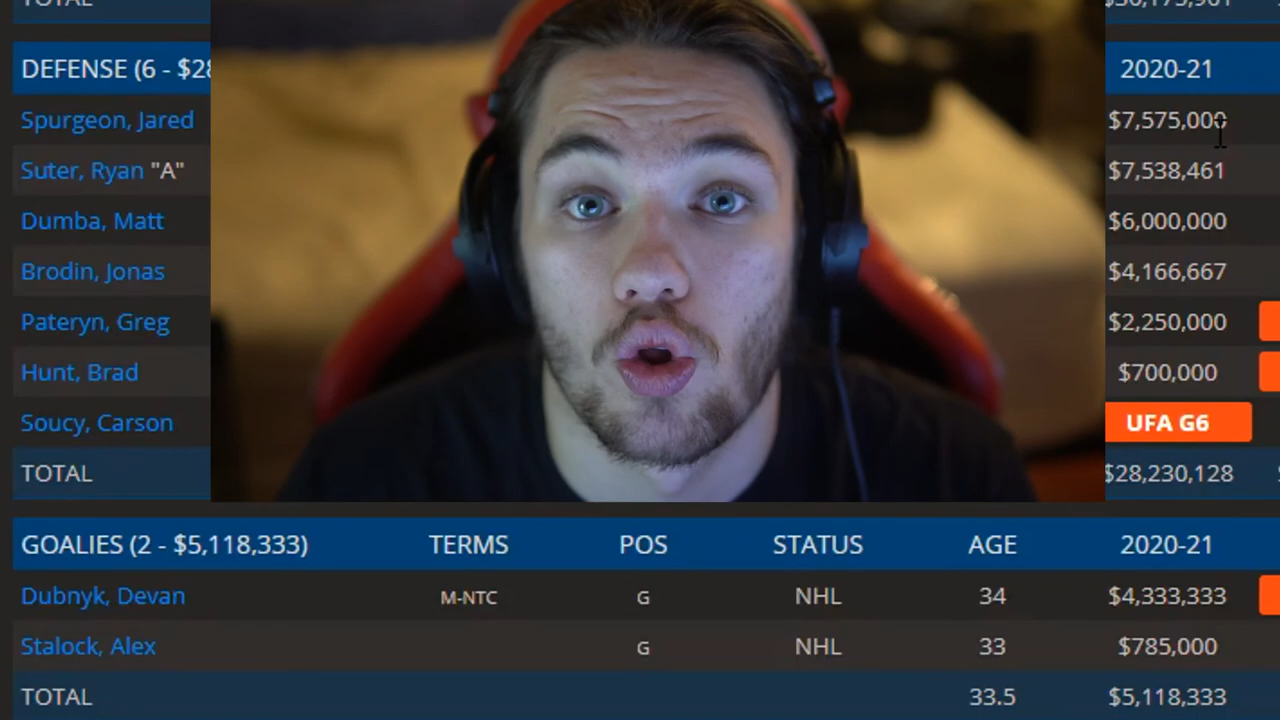 TOTAL
DEFENSE (6 - $28 2020-21
Spurgeon, Jared $7,575,000
Suter, Ryan "A" $7,538,461
Dumba, Matt $6,000,000
Brodin, Jonas $4,166,667
Pateryn, Greg $2,250,000
Hunt, Brad $700,000
Soucy, Carson UFA G6
TOTAL $28,230,128
GOALIES (2 - $5,118,333) TERMS POS STATUS AGE 2020-21
Dubnyk, Devan M-NTC G NHL 34 $4,333,333
Stalock, Alex G NHL 33 $785,000
TOTAL 33.5 $5,118,333